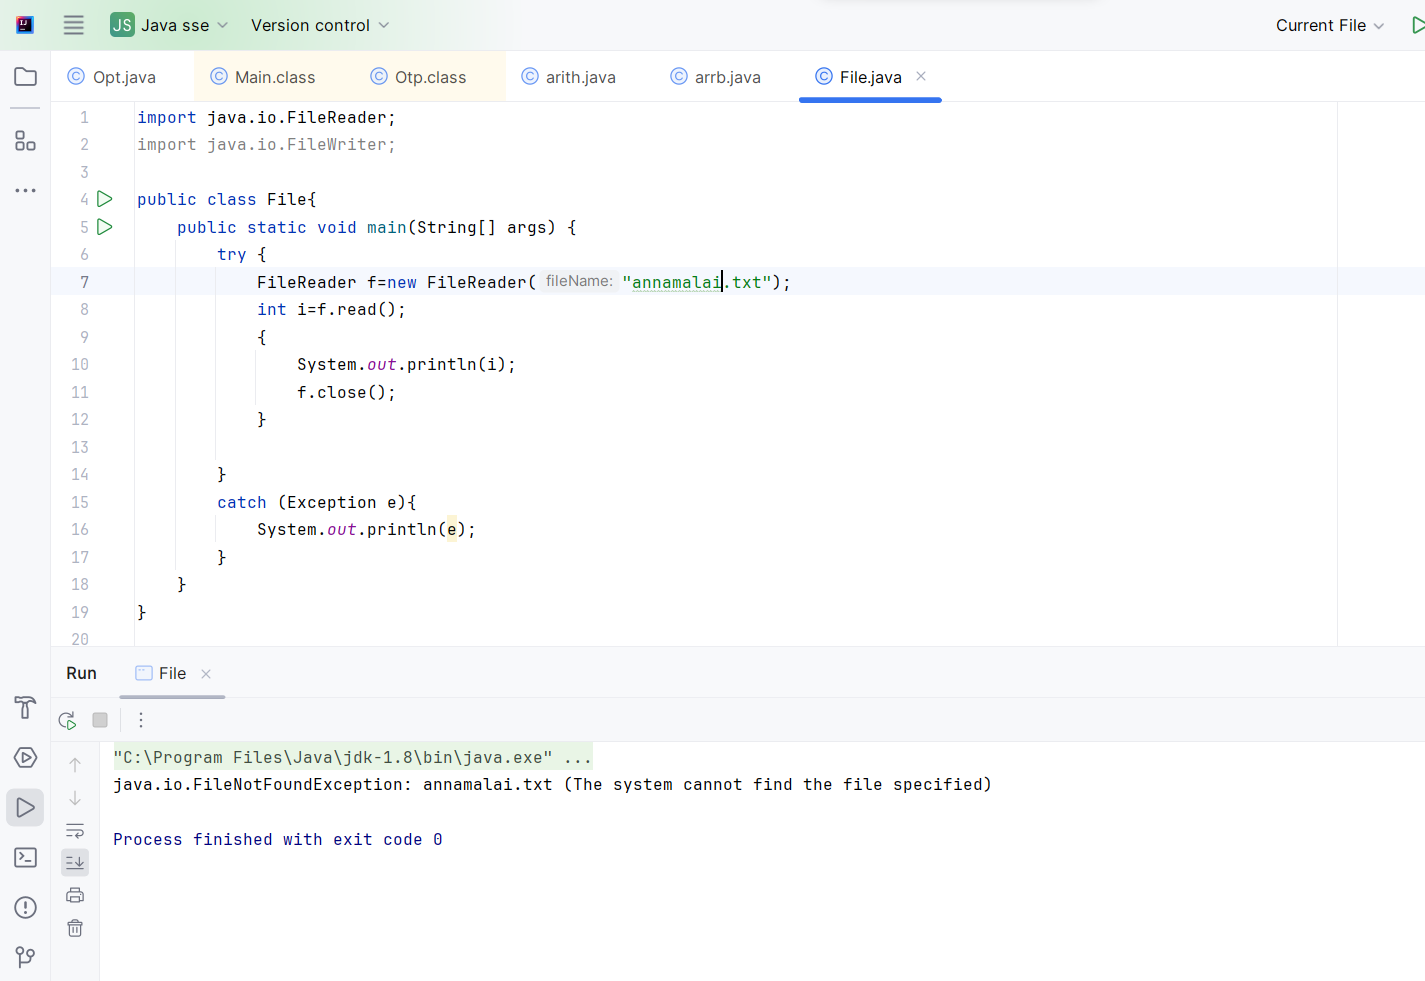 JS Java sse Version control Current File
Opt.java Main.class Otp.class arith.java arrb.java File.java
1 import java.io.FileReader;
2 import java.io.FileWriter;
3
4 public class File{
5 public static void main(String[] args) {
6 try {
7 FileReader f=new FileReader( fileName: "annamalai.txt");
8 int i=f.read();
9 {
10 System.out.println(i);
11 f.close();
12 }
13
14 }
15 catch (Exception e){
16 System.out.println(e);
17 }
18 }
19 }
20
Run File
"C:\Program Files\Java\jdk-1.8\bin\java.exe" ...
java.io.FileNotFoundException: annamalai.txt (The system cannot find the file specified)
Process finished with exit code 0